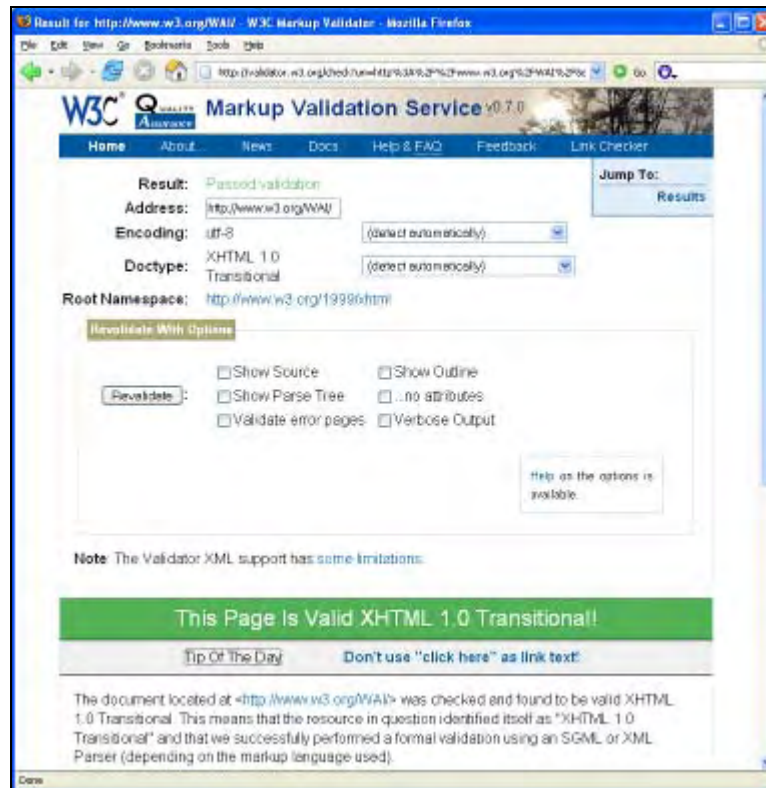 Result for http://www.w3.org/WAI/ - W3C Markup Validator - Mozilla Firefox
File Edit View Go Bookmarks Tools Help
Go
W3C® QUALITY ASSURANCE Markup Validation Service v0.7.0
Home About News Docs Help & FAQ Feedback Link Checker
Jump To:
Results
Result: Passed validation
Address: http://www.w3.org/WAI/
Encoding: utf-8 (detect automatically)
Doctype: XHTML 1.0 Transitional (detect automatically)
Root Namespace: http://www.w3.org/1999/xhtml
Revalidate With Options
Show Source Show Outline
Revalidate : Show Parse Tree ...no attributes
Validate error pages Verbose Output
Help on the options is
available.
Note: The Validator XML support has some limitations.
This Page Is Valid XHTML 1.0 Transitional!
Tip Of The Day Don't use "click here" as link text!
The document located at <http://www.w3.org/WAI/> was checked and found to be valid XHTML
1.0 Transitional. This means that the resource in question identified itself as "XHTML 1.0
Transitional" and that we successfully performed a formal validation using an SGML or XML
Parser (depending on the markup language used).
Done